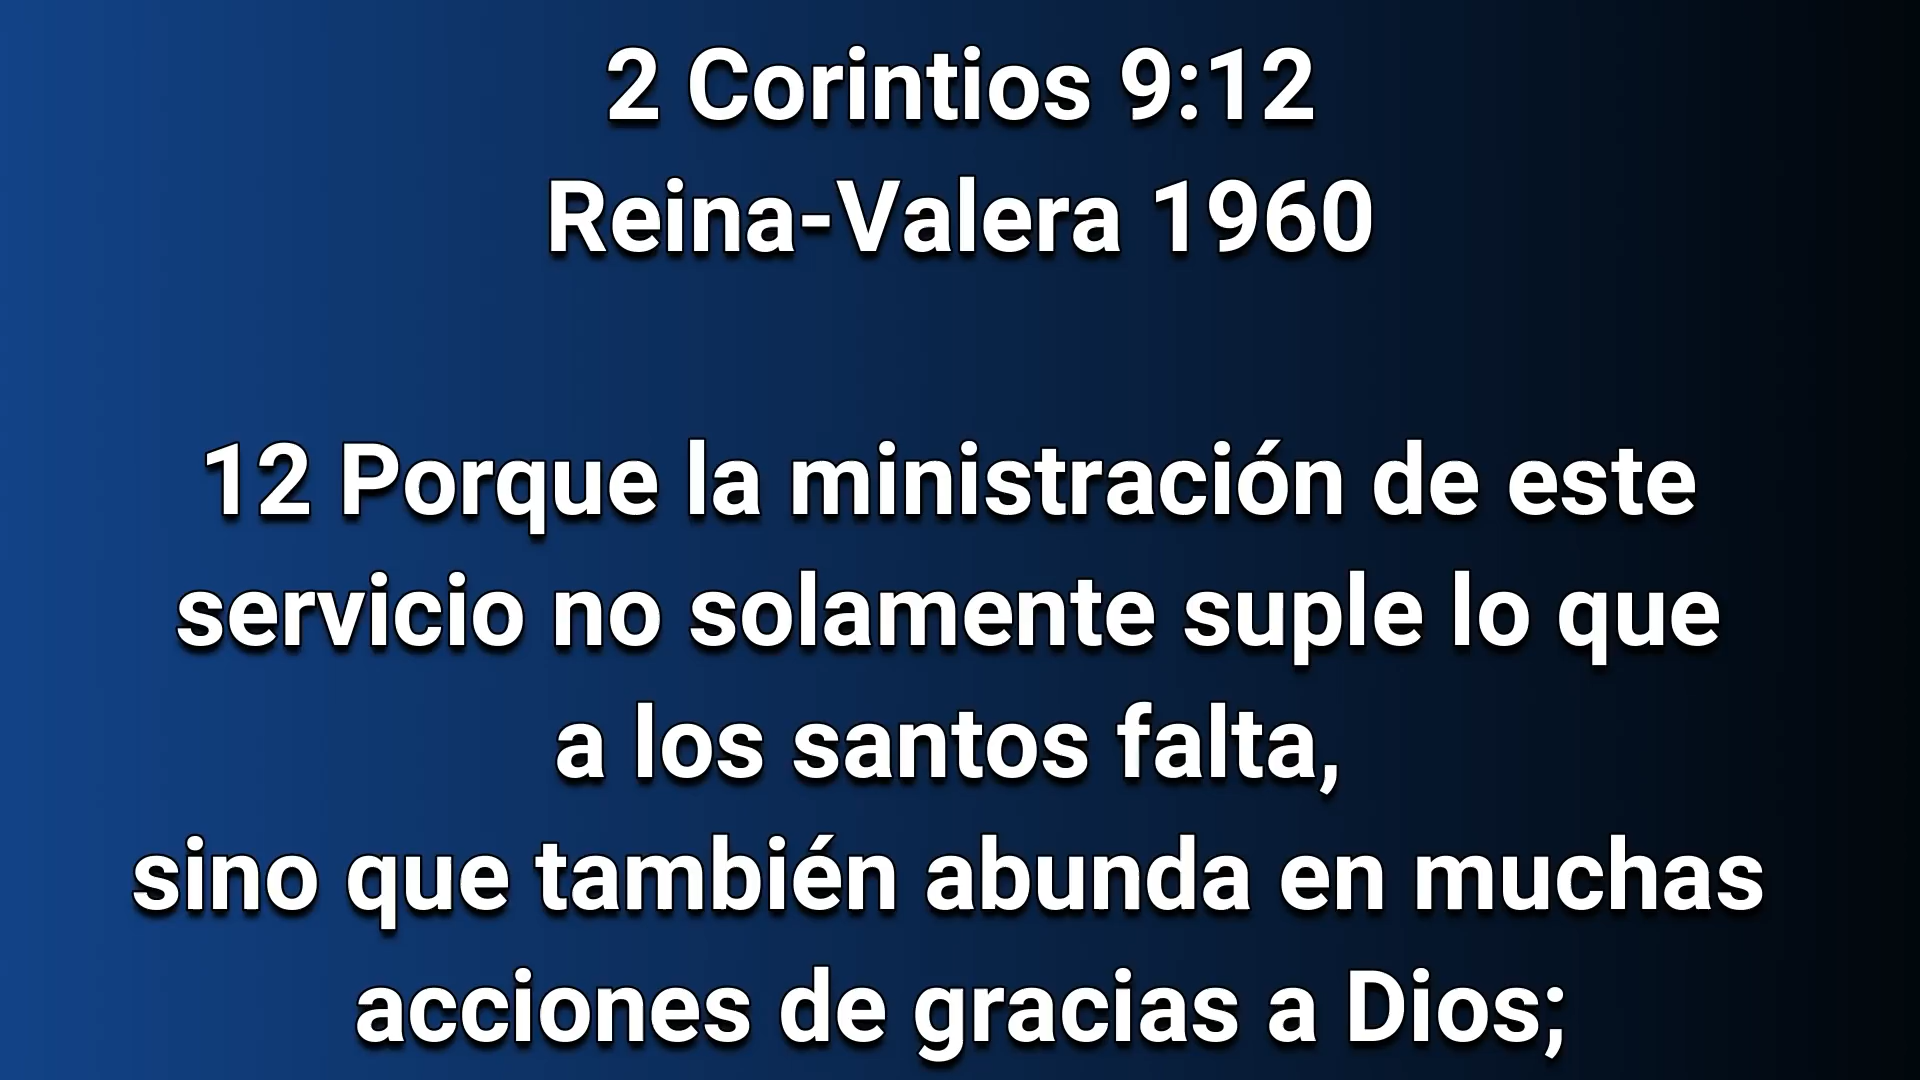 2 Corintios 9:12
Reina-Valera 1960
12 Porque la ministración de este
servicio no solamente suple lo que
a los santos falta,
sino que también abunda en muchas
acciones de gracias a Dios;